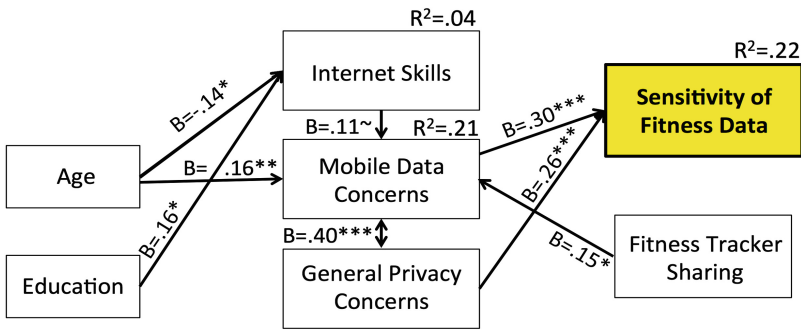 R²=.04
Internet Skills
R²=.22
Sensitivity of
Fitness Data
B=-.14*
B=.11~
R²=.21
B=.30***
Age
B= .16**
Mobile Data
Concerns
B=.26***
B=.16*
B=.40***
B=.15*
Fitness Tracker
Sharing
Education
General Privacy
Concerns